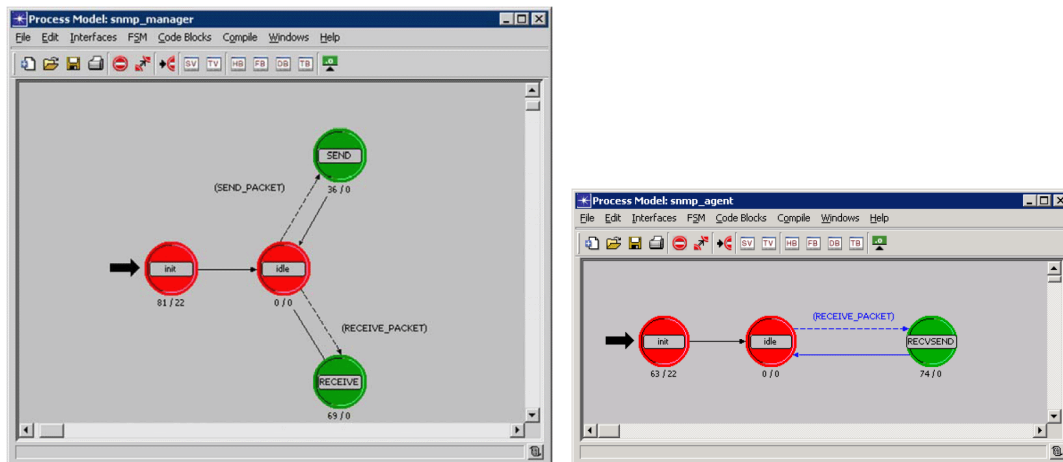 Process Model: snmp_manager
File Edit Interfaces FSM Code Blocks Compile Windows Help
SV TV HB FB DB TB
SEND
36 / 0
(SEND_PACKET)
init
idle
81 / 22
0 / 0
(RECEIVE_PACKET)
RECEIVE
69 / 0
Process Model: snmp_agent
File Edit Interfaces FSM Code Blocks Compile Windows Help
SV TV HB FB DB TB
(RECEIVE_PACKET)
init
idle
RECVSEND
63 / 22
0 / 0
74 / 0